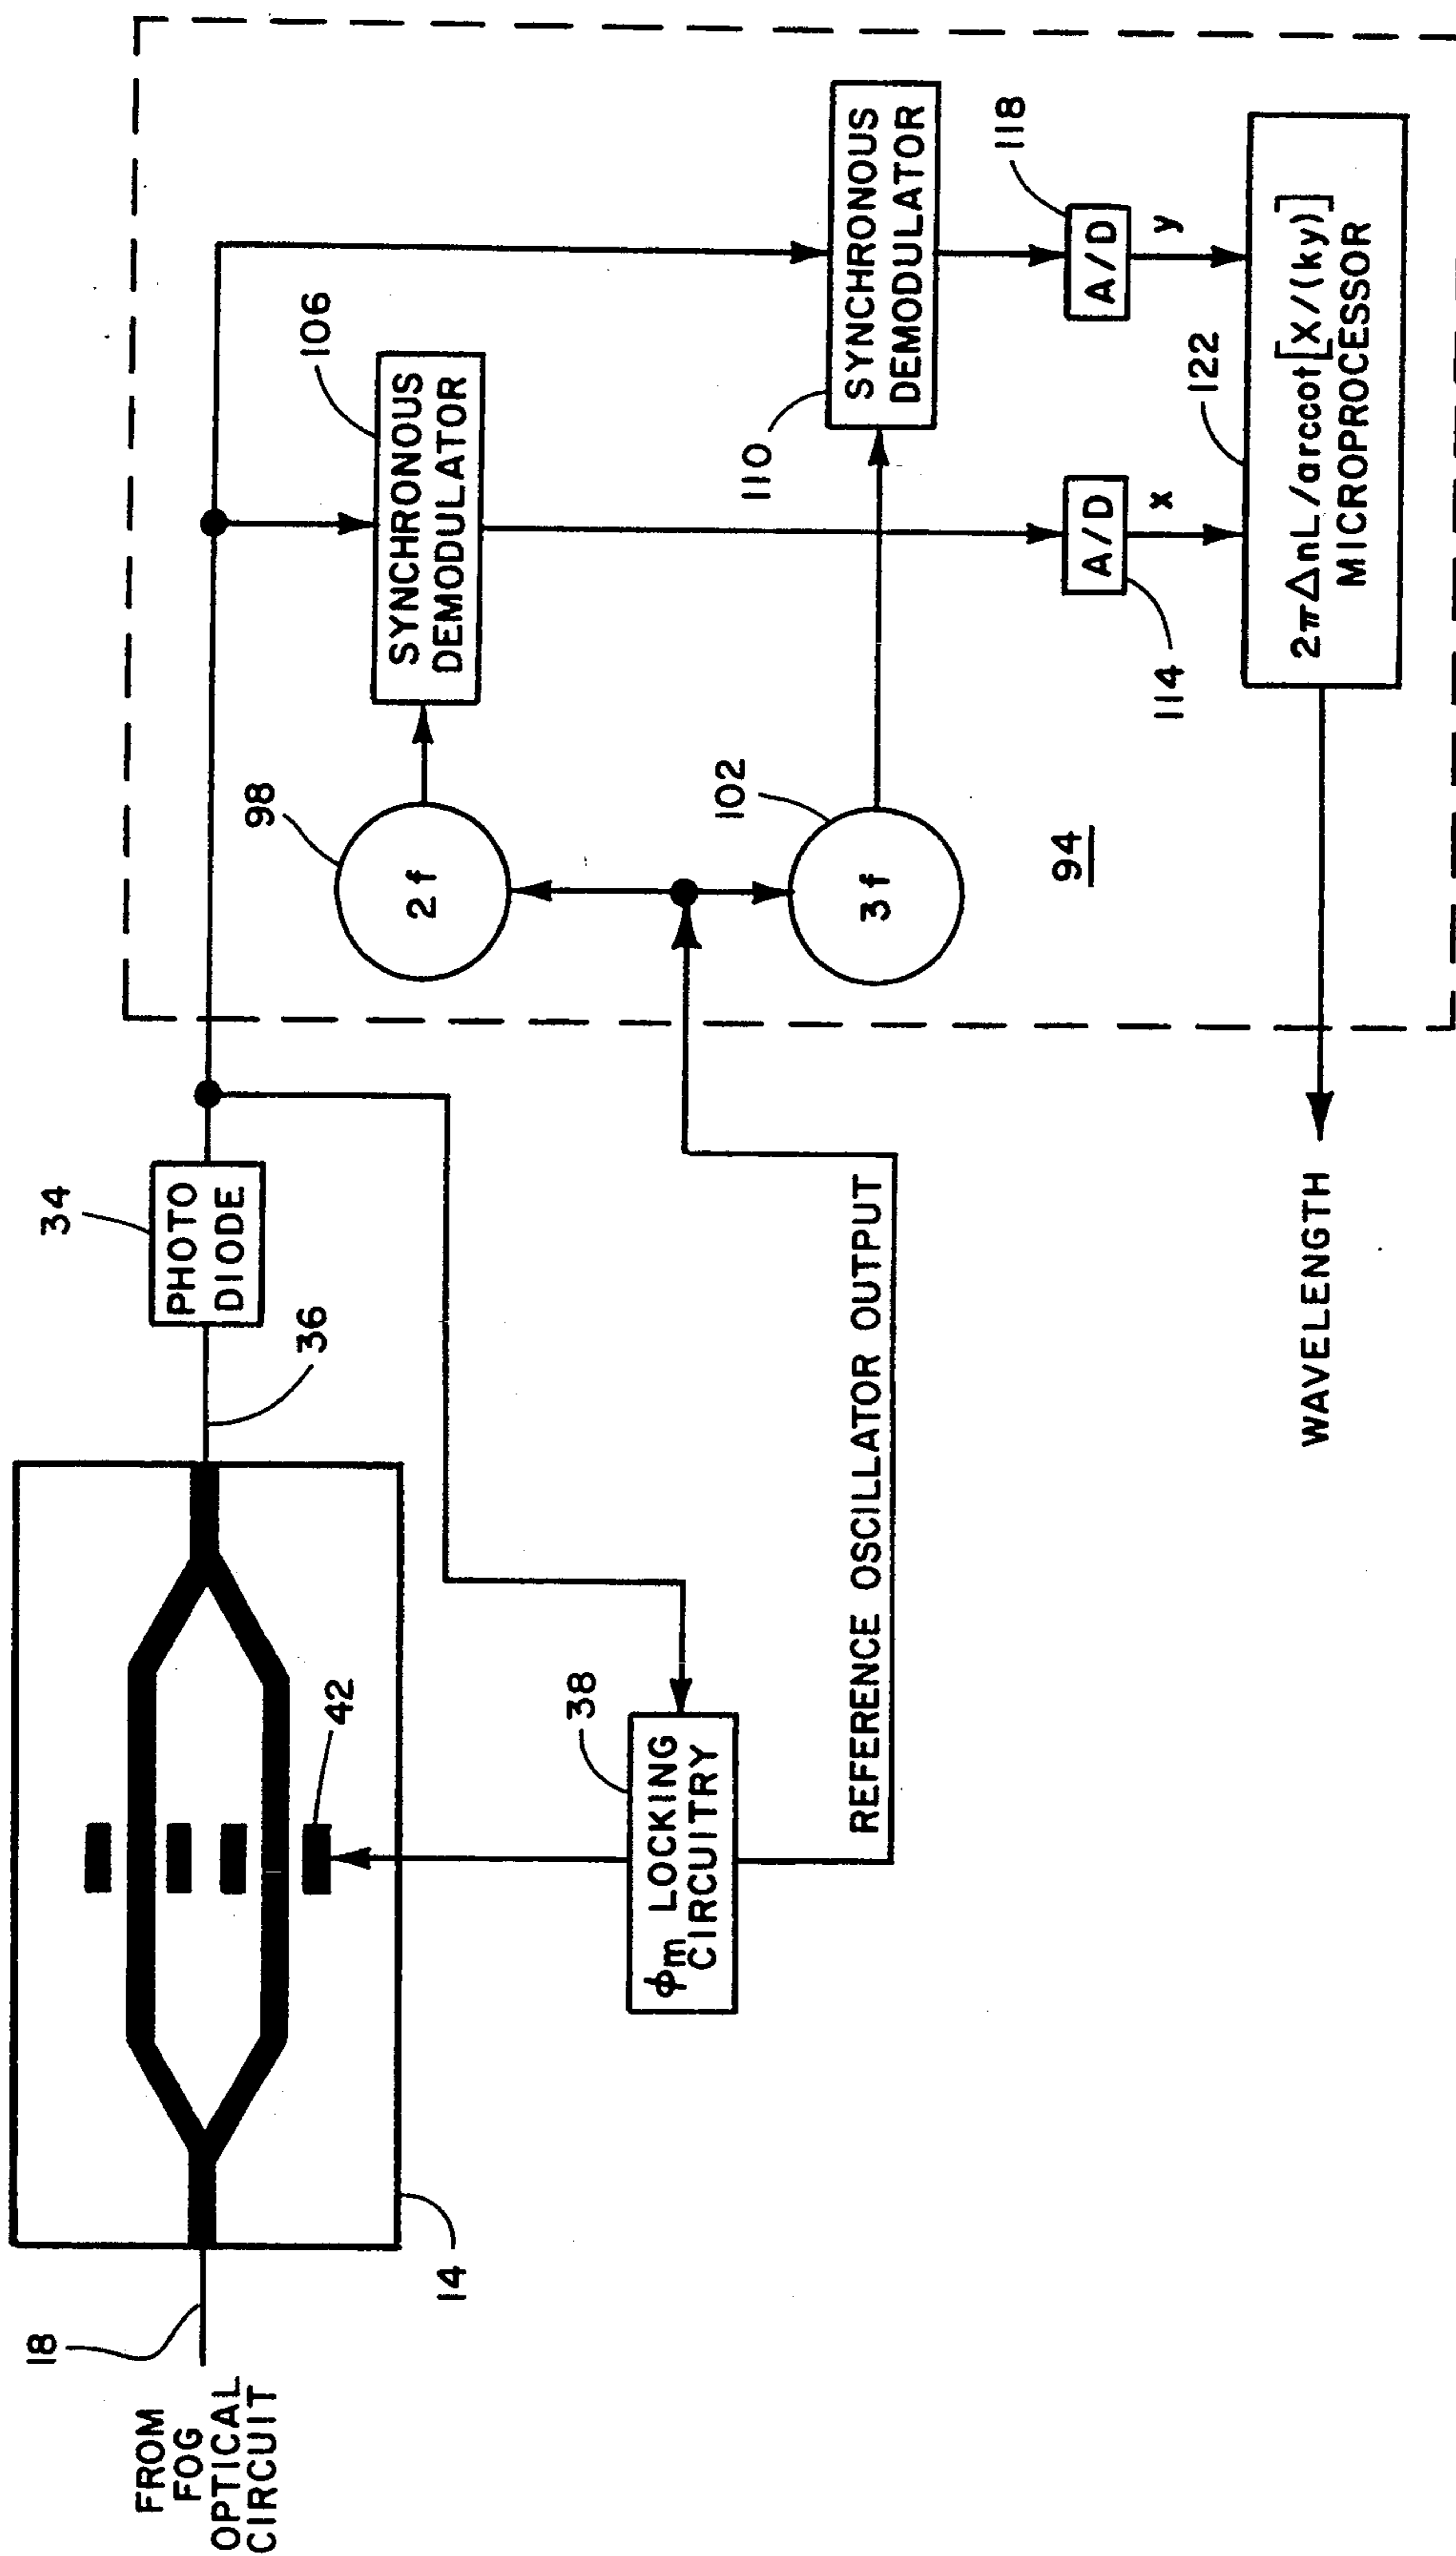 FROM
FOG
OPTICAL
CIRCUIT
18
14
42
36
34
PHOTO
DIODE
38
ϕm LOCKING
CIRCUITRY
REFERENCE OSCILLATOR OUTPUT
WAVELENGTH
98
2f
102
3f
94
106
SYNCHRONOUS
DEMODULATOR
110
SYNCHRONOUS
DEMODULATOR
114
A/D
x
118
A/D
y
122
2πΔnL/arccot[X/(ky)]
MICROPROCESSOR